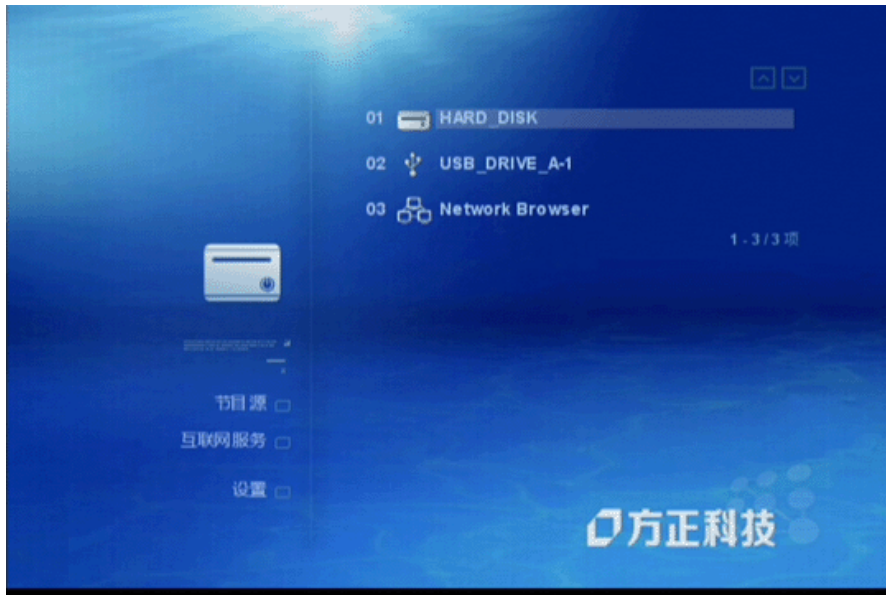 01 HARD_DISK
02 USB_DRIVE_A-1
03 Network Browser
1 - 3 / 3 项
节目源
互联网服务
设置
方正科技